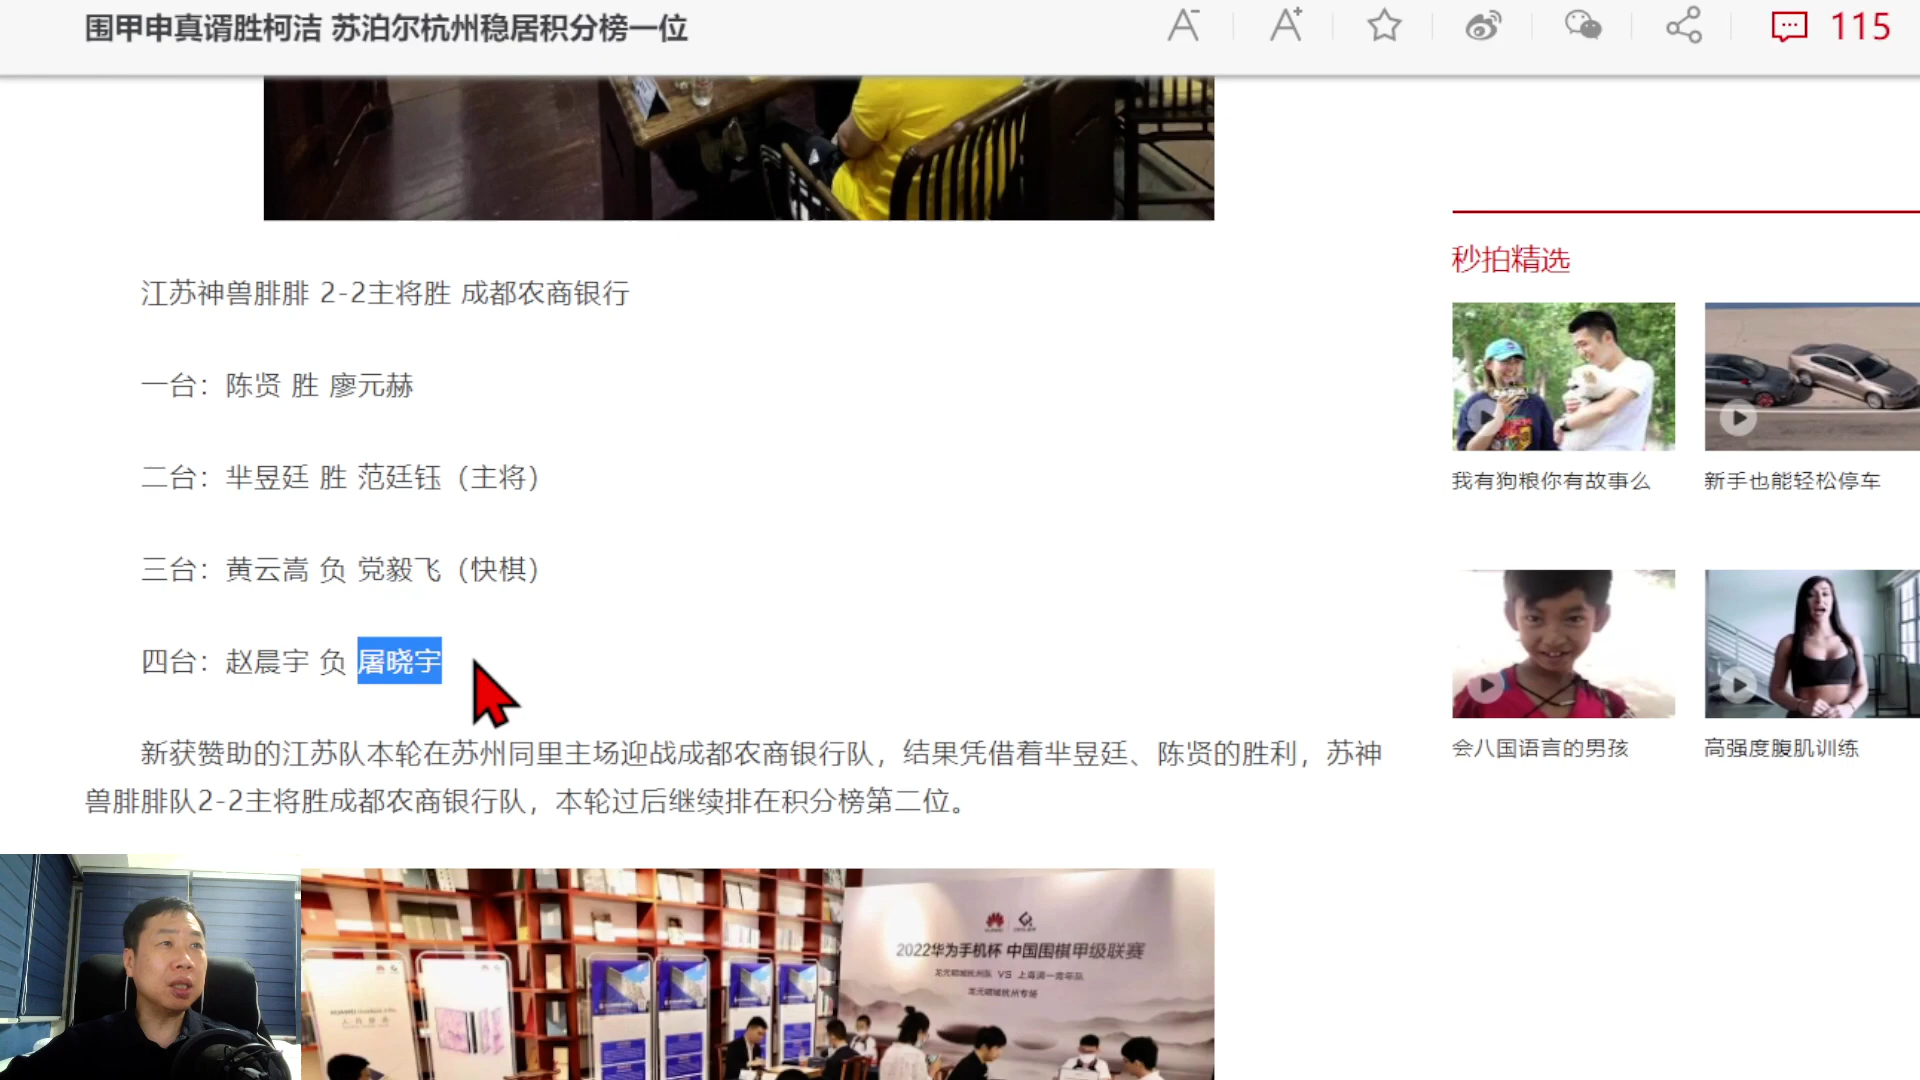 围甲申真谞胜柯洁 苏泊尔杭州稳居积分榜一位
A- A+ 115
江苏神兽腓腓 2-2主将胜 成都农商银行
一台：陈贤 胜 廖元赫
二台：芈昱廷 胜 范廷钰（主将）
三台：黄云嵩 负 党毅飞（快棋）
四台：赵晨宇 负 屠晓宇
新获赞助的江苏队本轮在苏州同里主场迎战成都农商银行队，结果凭借着芈昱廷、陈贤的胜利，苏神
兽腓腓队2-2主将胜成都农商银行队，本轮过后继续排在积分榜第二位。
秒拍精选
我有狗粮你有故事么
新手也能轻松停车
会八国语言的男孩
高强度腹肌训练
2022华为手机杯 中国围棋甲级联赛